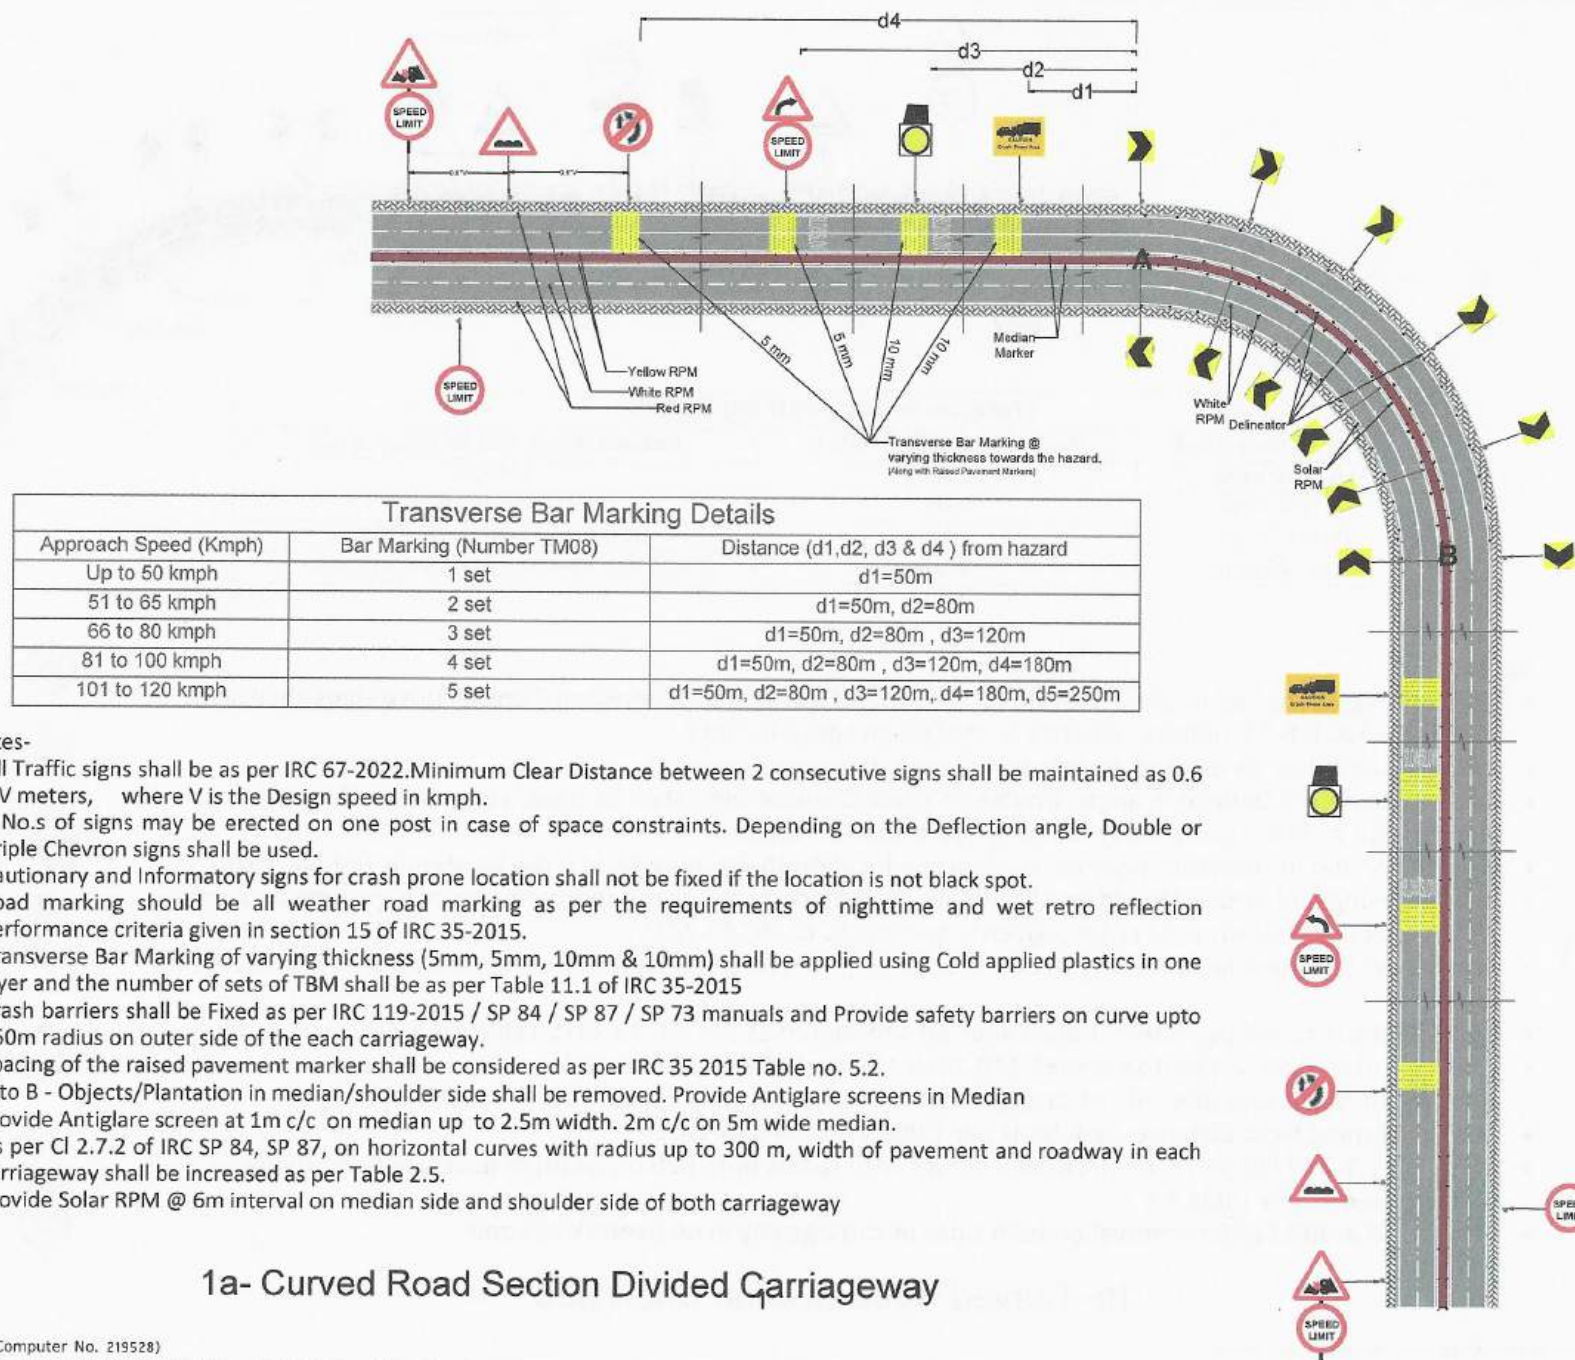 d4
d3
d2
d1
SPEED
LIMIT
SPEED
LIMIT
CAUTION
Crash Prone Area
A
5 mm
5 mm
10 mm
10 mm
Median
Marker
Yellow RPM
White RPM
Red RPM
SPEED
LIMIT
White
RPM
Delineator
Solar
RPM
Transverse Bar Marking @
varying thickness towards the hazard.
(Along with Raised Pavement Markers)
B
Transverse Bar Marking Details
Approach Speed (Kmph) Bar Marking (Number TM08) Distance (d1,d2, d3 & d4 ) from hazard
Up to 50 kmph 1 set d1=50m
51 to 65 kmph 2 set d1=50m, d2=80m
66 to 80 kmph 3 set d1=50m, d2=80m , d3=120m
81 to 100 kmph 4 set d1=50m, d2=80m , d3=120m, d4=180m
101 to 120 kmph 5 set d1=50m, d2=80m , d3=120m, d4=180m, d5=250m
es-
ll Traffic signs shall be as per IRC 67-2022.Minimum Clear Distance between 2 consecutive signs shall be maintained as 0.6
V meters, where V is the Design speed in kmph.
No.s of signs may be erected on one post in case of space constraints. Depending on the Deflection angle, Double or
riple Chevron signs shall be used.
autionary and Informatory signs for crash prone location shall not be fixed if the location is not black spot.
oad marking should be all weather road marking as per the requirements of nighttime and wet retro reflection
erformance criteria given in section 15 of IRC 35-2015.
ransverse Bar Marking of varying thickness (5mm, 5mm, 10mm & 10mm) shall be applied using Cold applied plastics in one
yer and the number of sets of TBM shall be as per Table 11.1 of IRC 35-2015
rash barriers shall be Fixed as per IRC 119-2015 / SP 84 / SP 87 / SP 73 manuals and Provide safety barriers on curve upto
50m radius on outer side of the each carriageway.
pacing of the raised pavement marker shall be considered as per IRC 35 2015 Table no. 5.2.
to B - Objects/Plantation in median/shoulder side shall be removed. Provide Antiglare screens in Median
ovide Antiglare screen at 1m c/c on median up to 2.5m width. 2m c/c on 5m wide median.
s per Cl 2.7.2 of IRC SP 84, SP 87, on horizontal curves with radius up to 300 m, width of pavement and roadway in each
rriageway shall be increased as per Table 2.5.
ovide Solar RPM @ 6m interval on median side and shoulder side of both carriageway
CAUTION
Crash Prone Area
SPEED
LIMIT
SPE
LIM
SPEED
LIMIT
1a- Curved Road Section Divided Carriageway
1
Computer No. 219528)